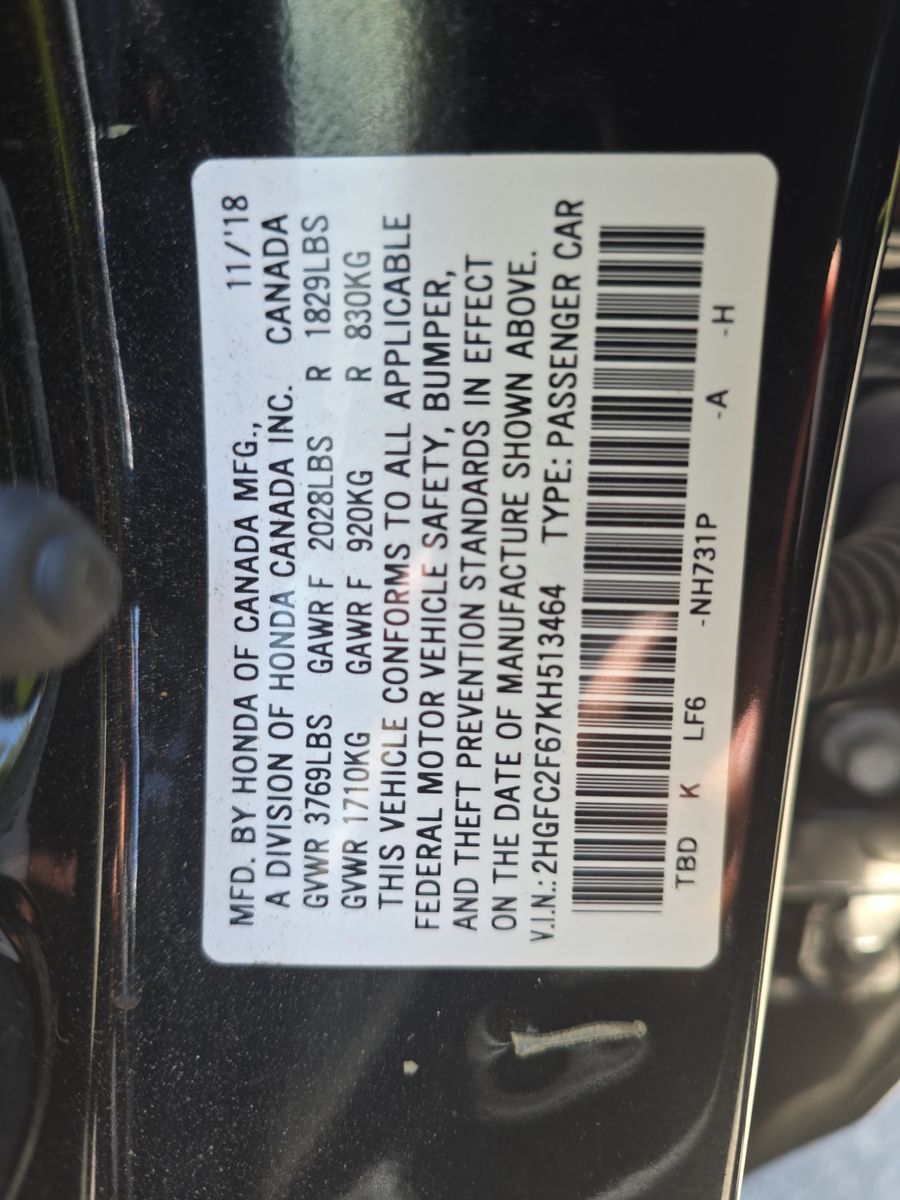 MFD. BY HONDA OF CANADA MFG., 11/'18
A DIVISION OF HONDA CANADA INC. CANADA
GVWR 3769LBS GAWR F 2028LBS R 1829LBS
GVWR 1710KG GAWR F 920KG R 830KG
THIS VEHICLE CONFORMS TO ALL APPLICABLE
FEDERAL MOTOR VEHICLE SAFETY, BUMPER,
AND THEFT PREVENTION STANDARDS IN EFFECT
ON THE DATE OF MANUFACTURE SHOWN ABOVE.
V.I.N.: 2HGFC2F67KH513464 TYPE: PASSENGER CAR
TBD K LF6 -NH731P -A -H